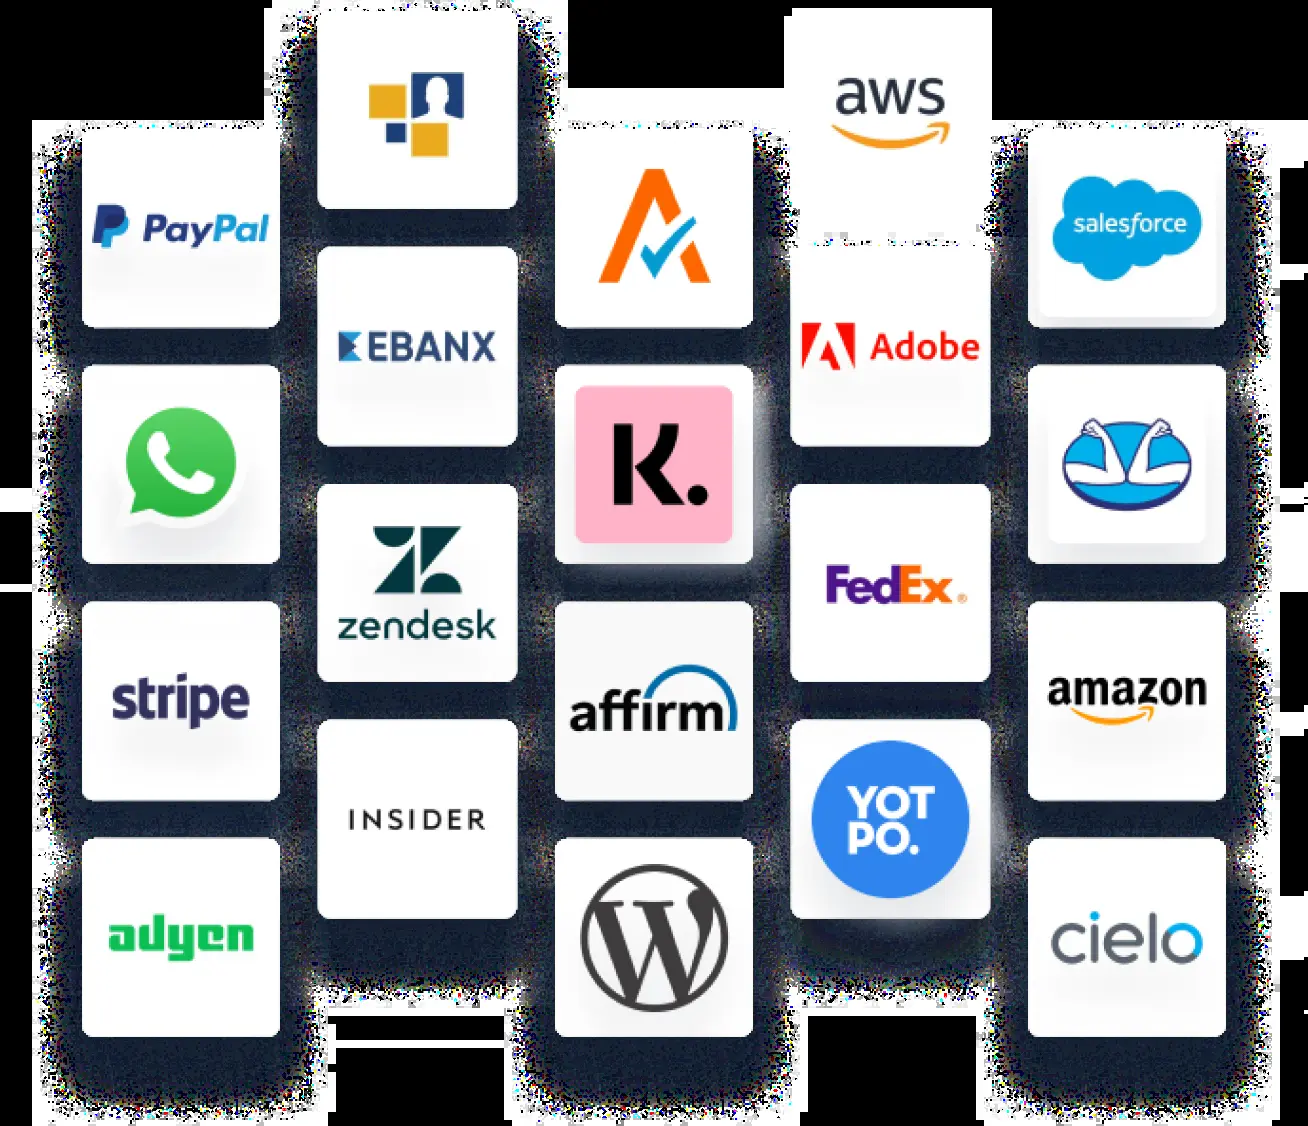 aws
PayPal
salesforce
EBANX
Adobe
K.
FedEx®
zendesk
stripe
affirm
amazon
INSIDER
YOT
PO.
adyen
W
cielo